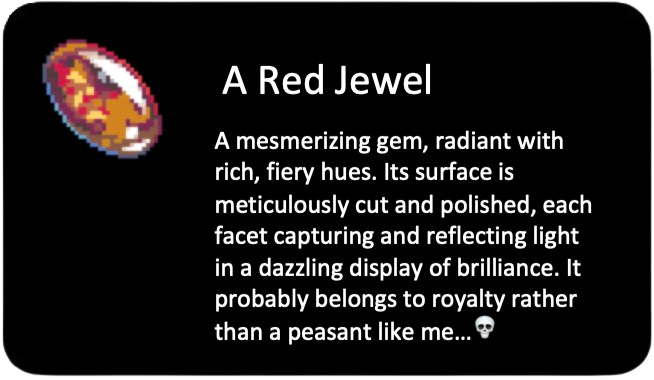 A Red Jewel
A mesmerizing gem, radiant with
rich, fiery hues. Its surface is
meticulously cut and polished, each
facet capturing and reflecting light
in a dazzling display of brilliance. It
probably belongs to royalty rather
than a peasant like me...💀